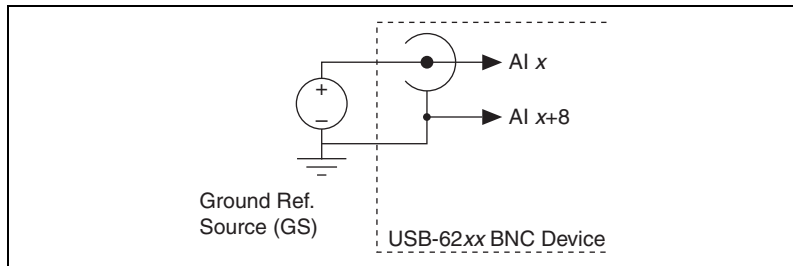 AI x
+
–
AI x+8
Ground Ref.
Source (GS)
USB-62xx BNC Device